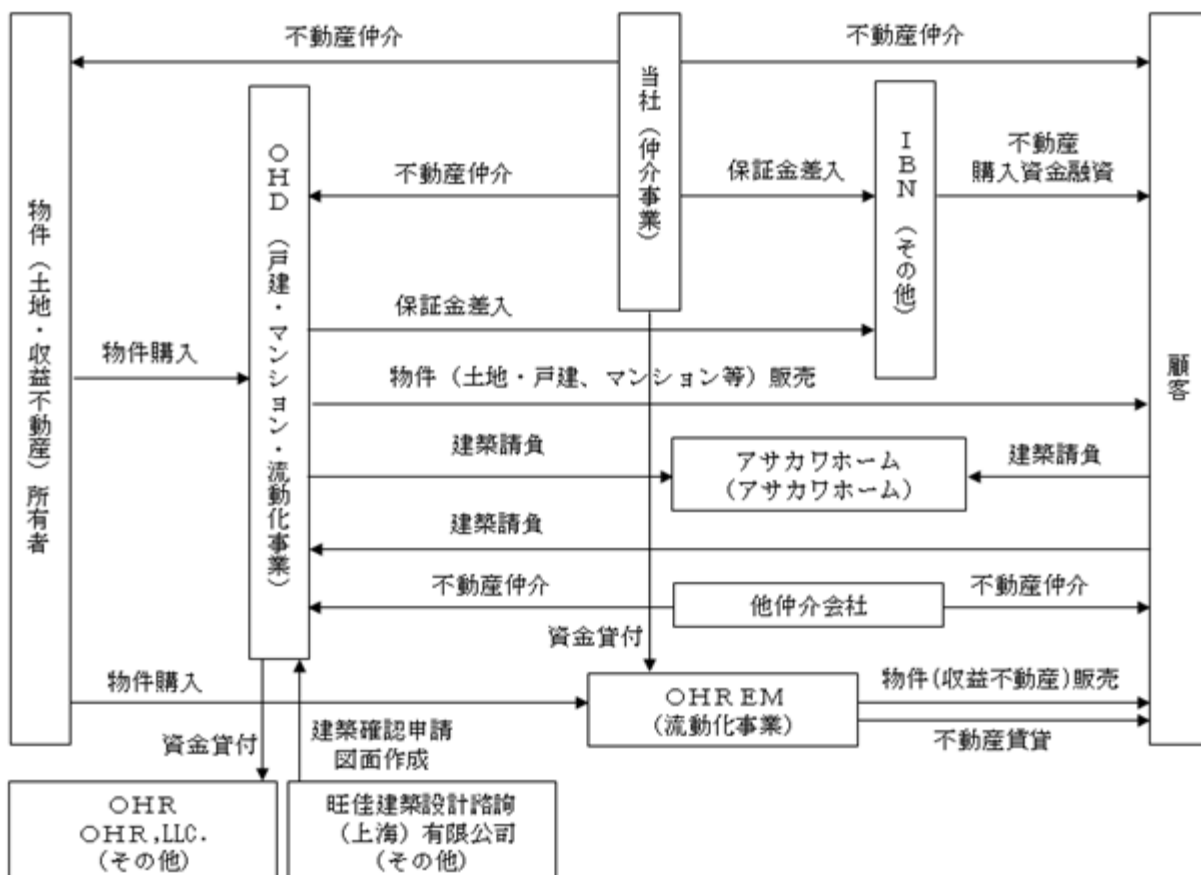 不動産仲介
不動産仲介
当社（仲介事業）
物件（土地・収益不動産）所有者
OHD（戸建・マンション・流動化事業）
IBN（その他）
顧客
不動産仲介
保証金差入
不動産
購入資金融資
保証金差入
物件購入
物件（土地・戸建、マンション等）販売
建築請負
アサカワホーム
（アサカワホーム）
建築請負
建築請負
不動産仲介
他仲介会社
不動産仲介
資金貸付
物件購入
OHREM
（流動化事業）
物件(収益不動産)販売
不動産賃貸
資金貸付
建築確認申請
図面作成
OHR
OHR,LLC.
（その他）
旺佳建築設計諮詢
（上海）有限公司
（その他）